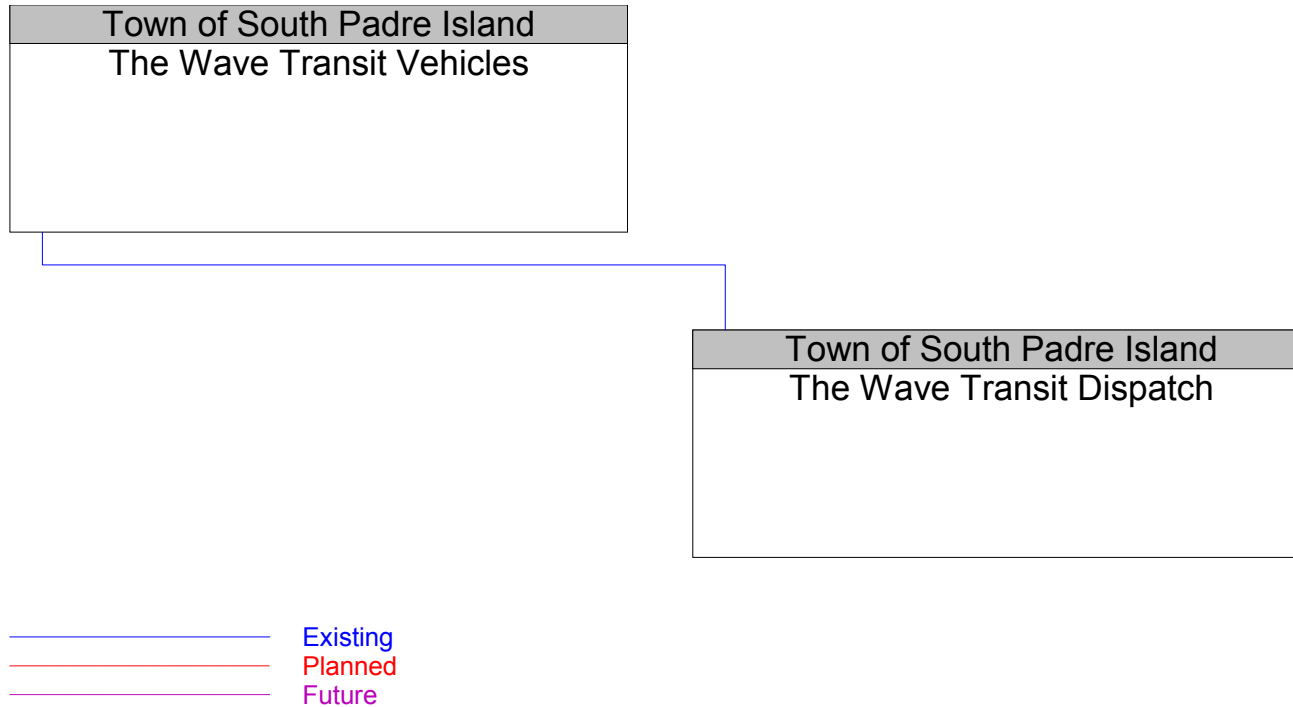 Town of South Padre Island
The Wave Transit Vehicles
Town of South Padre Island
The Wave Transit Dispatch
Existing
Planned
Future